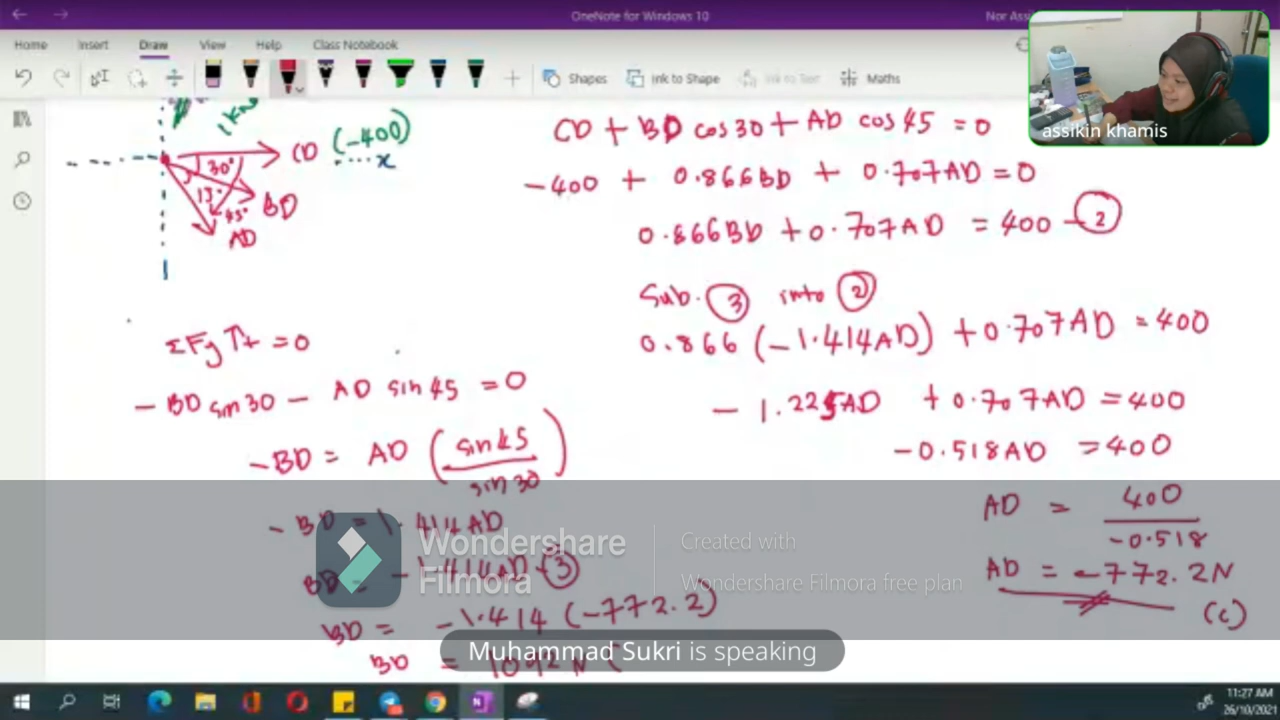 OneNote for Windows 10
Nor Assi
Home Insert Draw View Help Class Notebook
Shapes Ink to Shape Ink to Text Maths
assikin khamis
1KN
CD (-400)
x
30°
15°
45°
BD
AD
ΣFy ↑+ = 0
- BD sin 30 - AD sin 45 = 0
- BD = AD (sin 45 / sin 30)
- BD = 1.414AD
BD = -1.414AD - ③
BD = -1.414 (-772.2)
BD = 1092N (
CD + BD cos 30 + AD cos 45 = 0
-400 + 0.866BD + 0.707AD = 0
0.866BD + 0.707AD = 400 - ②
Sub. ③ into ②
0.866 (-1.414AD) + 0.707AD = 400
- 1.225AD + 0.707AD = 400
-0.518AD = 400
AD = 400 / -0.518
AD = -772.2N
(c)
Wondershare
Filmora
Created with
Wondershare Filmora free plan
Muhammad Sukri is speaking
11:27 AM
26/10/2021